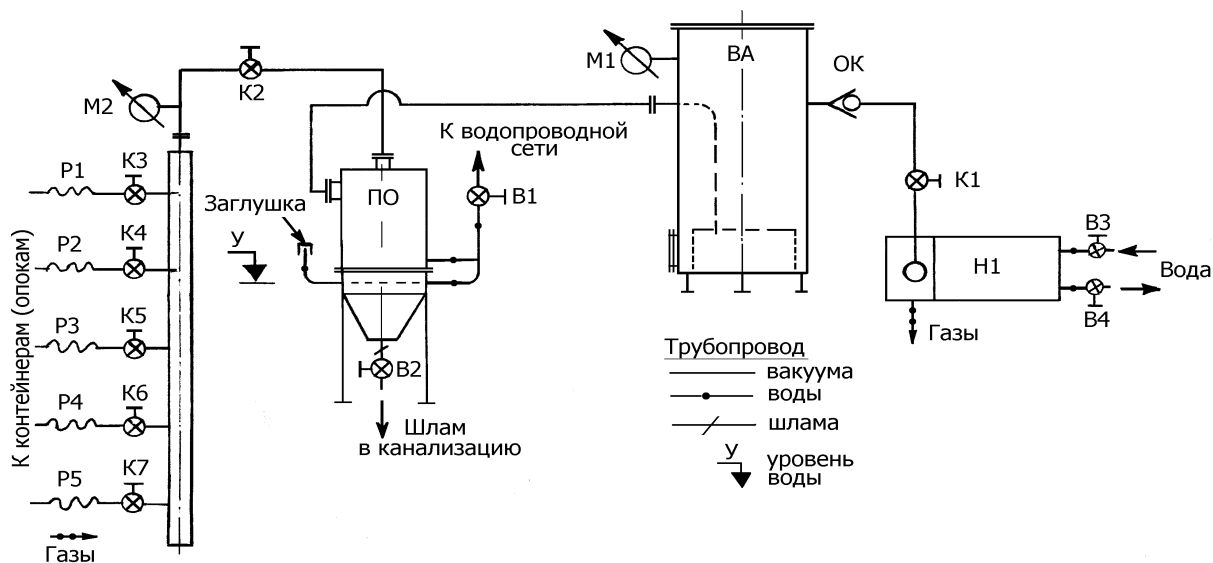 М1
ВА
ОК
К2
М2
К водопроводной
сети
Р1
К3
ПО
В1
К1
Заглушка
У
Р2
К4
В3
Н1
Вода
В4
Газы
К контейнерам (опокам)
Р3
К5
Трубопровод
вакуума
воды
шлама
У
уровень
воды
В2
Р4
К6
Шлам
в канализацию
Р5
К7
Газы